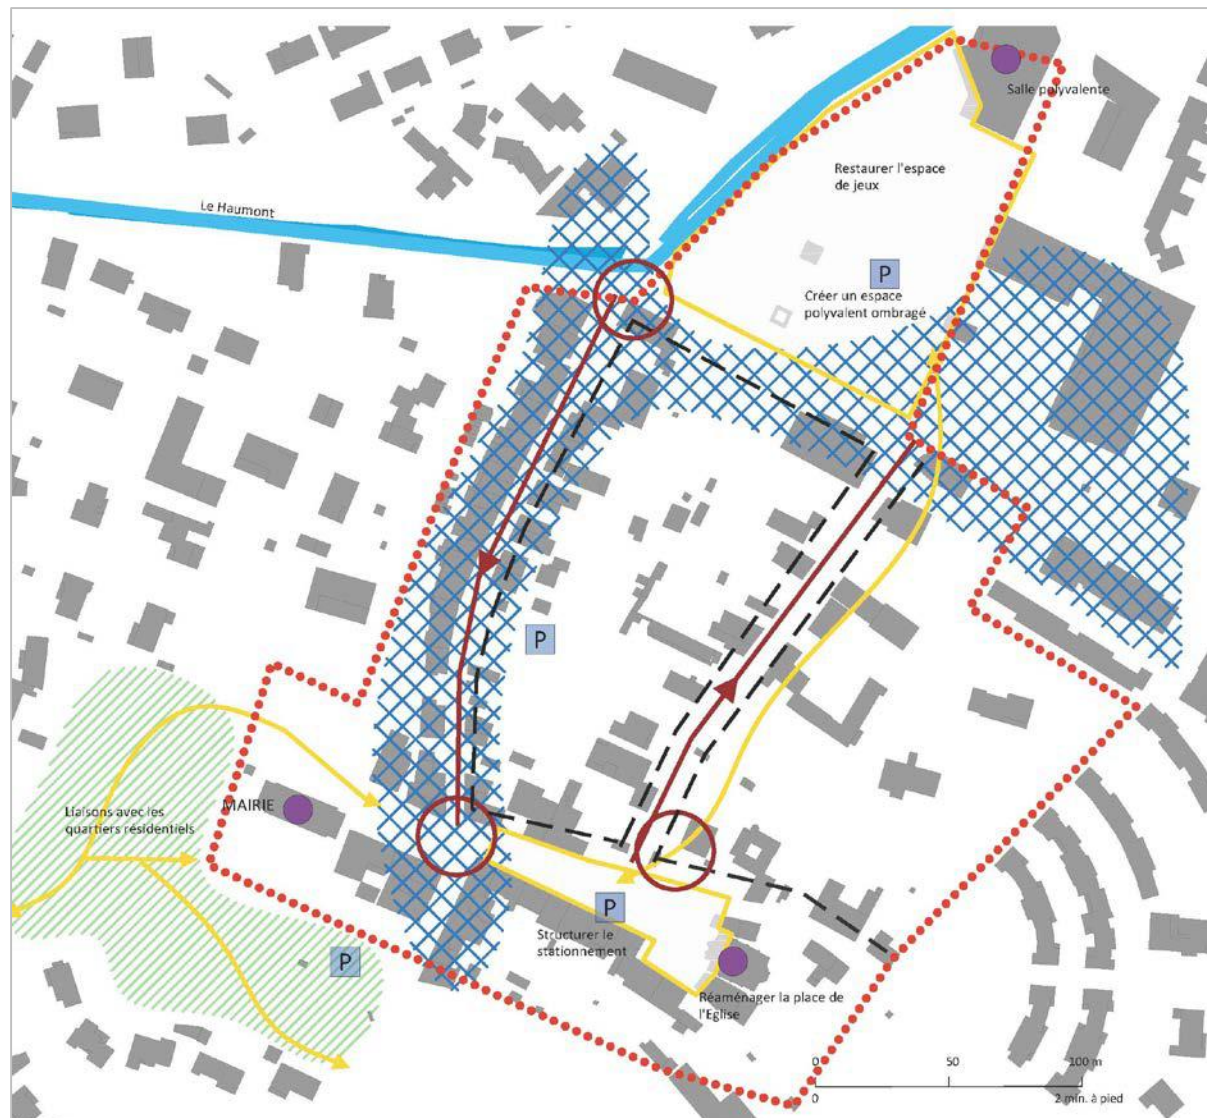 Salle polyvalente
Restaurer l'espace
de jeux
Le Haumont
P
Créer un espace
polyvalent ombragé
P
MAIRIE
Liaisons avec les
quartiers résidentiels
P
Structurer le
stationnement
P
Réaménager la place de
l'Eglise
0 50 100 m
0 2 min. à pied